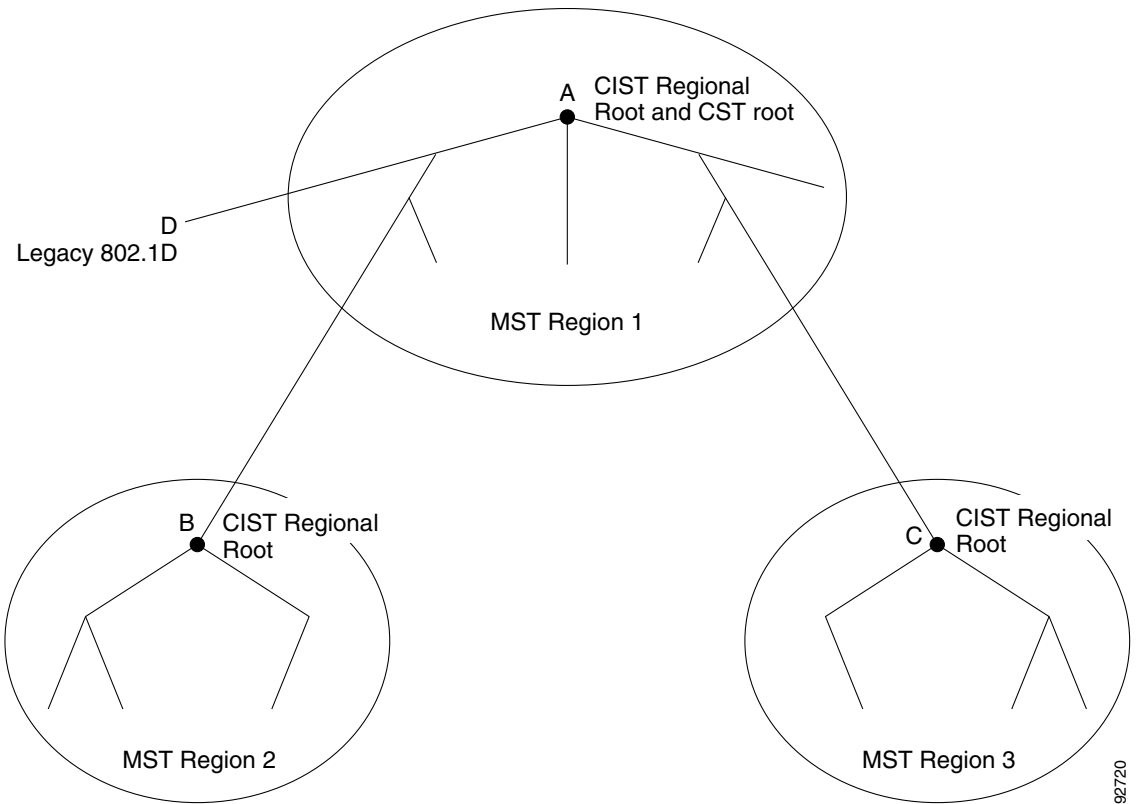 A
CIST Regional
Root and CST root
D
Legacy 802.1D
MST Region 1
B
CIST Regional
Root
C
CIST Regional
Root
MST Region 2
MST Region 3
92720